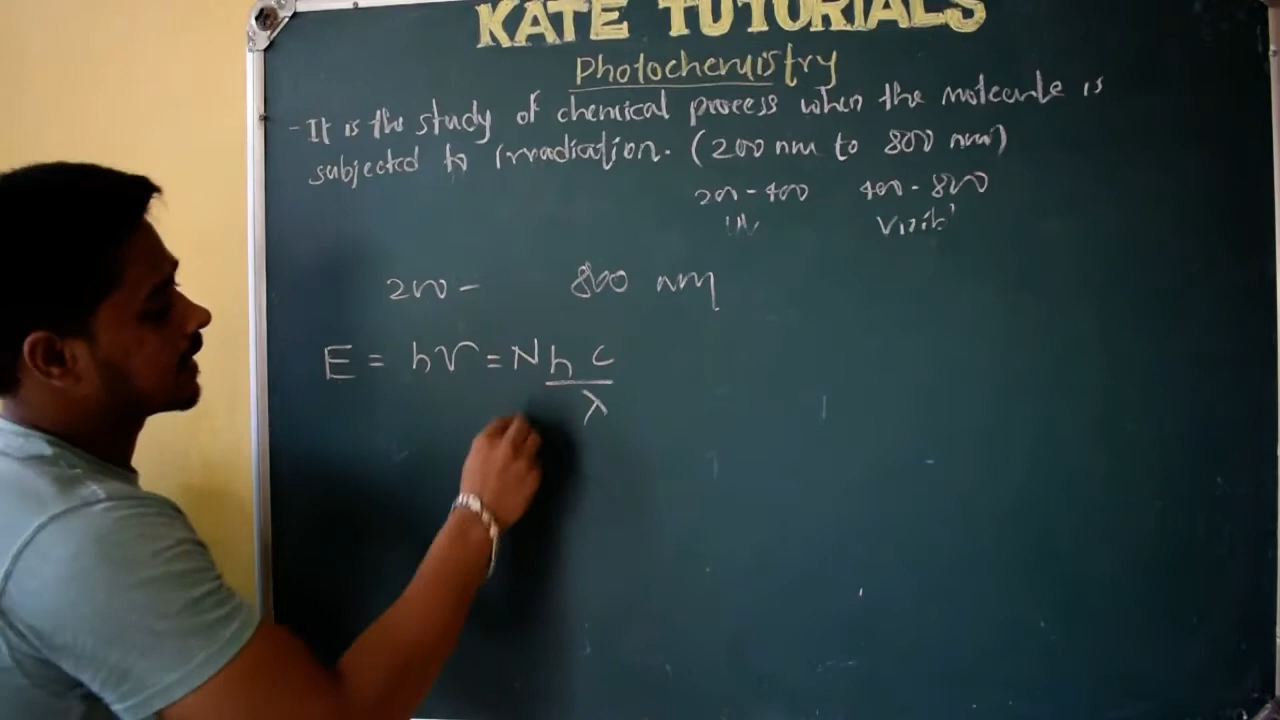 KATE TUTORIALS
Photochemistry
- It is the study of chemical process when the molecule is
subjected to Irradiation. (200 nm to 800 nm)
200 - 400 400 - 800
UV Visib
200 - 800 nm
E = hν = N h c
λ